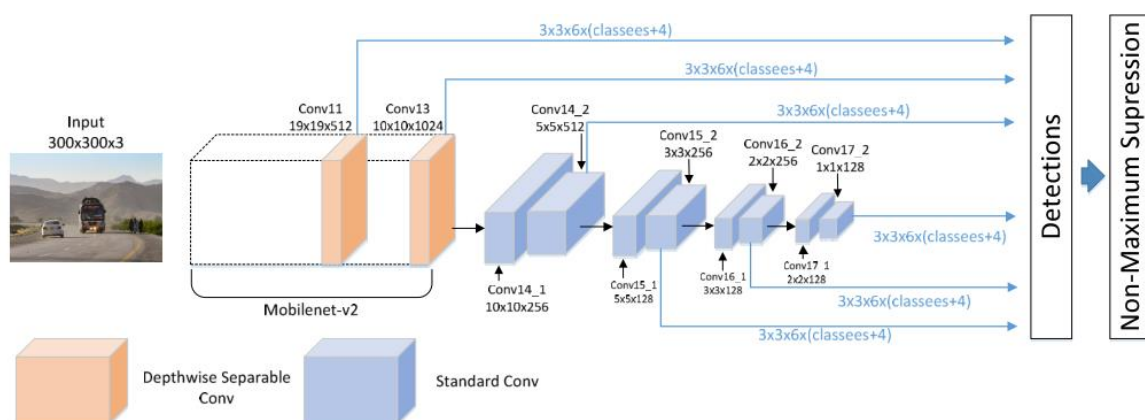 3x3x6x(classees+4)
3x3x6x(classees+4)
Input
300x300x3
Conv11
19x19x512
Conv13
10x10x1024
Conv14_2
5x5x512
3x3x6x(classees+4)
Conv15_2
3x3x256
Conv16_2
2x2x256
Conv17_2
1x1x128
3x3x6x(classees+4)
Mobilenet-v2
Conv14_1
10x10x256
Conv15_1
5x5x128
Conv16_1
3x3x128
Conv17_1
2x2x128
3x3x6x(classees+4)
3x3x6x(classees+4)
Detections
Non-Maximum Supression
Depthwise Separable
Conv
Standard Conv